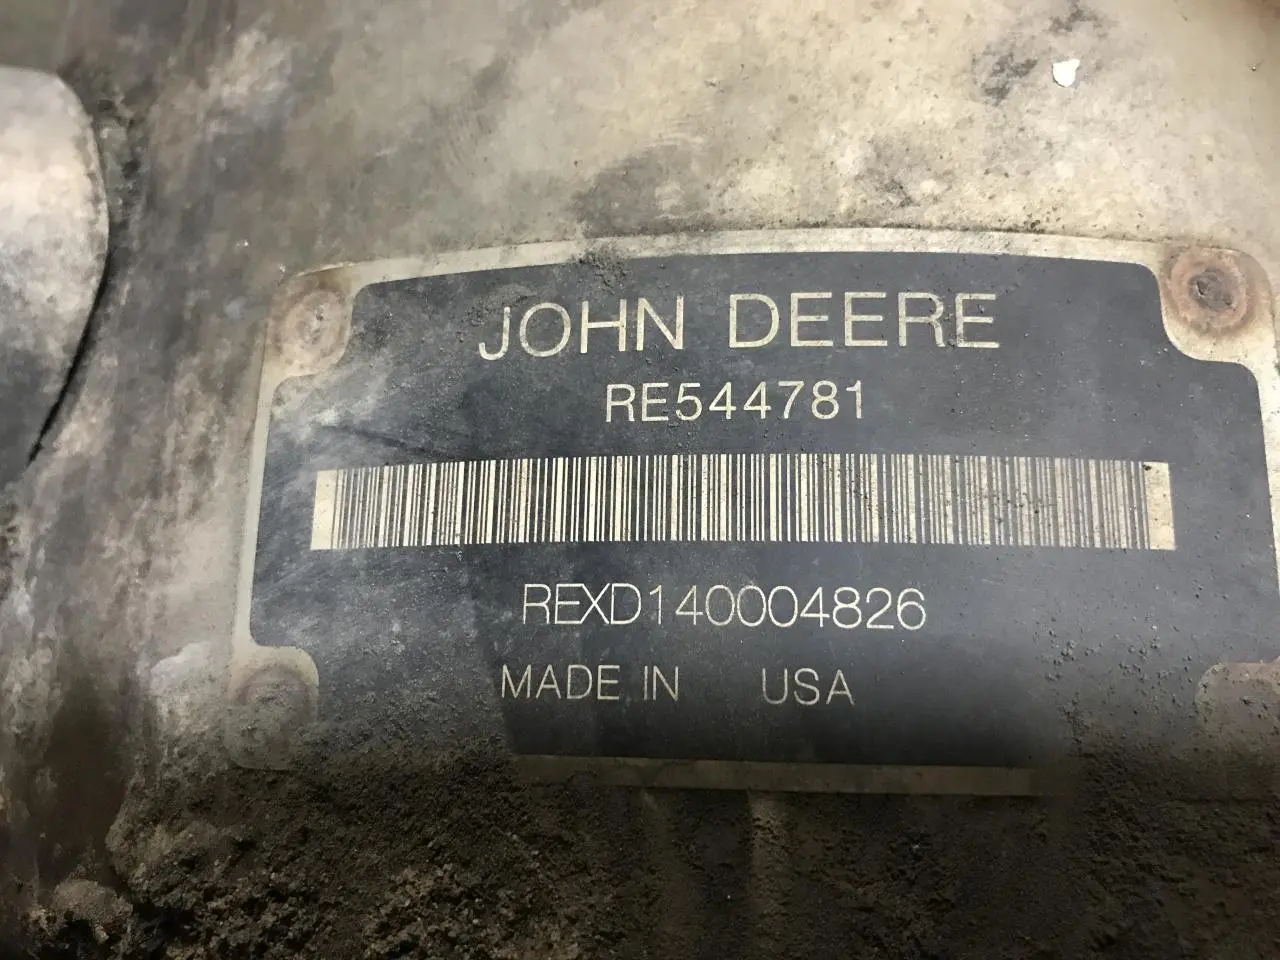 JOHN DEERE
RE544781
REXD140004826
MADE IN USA